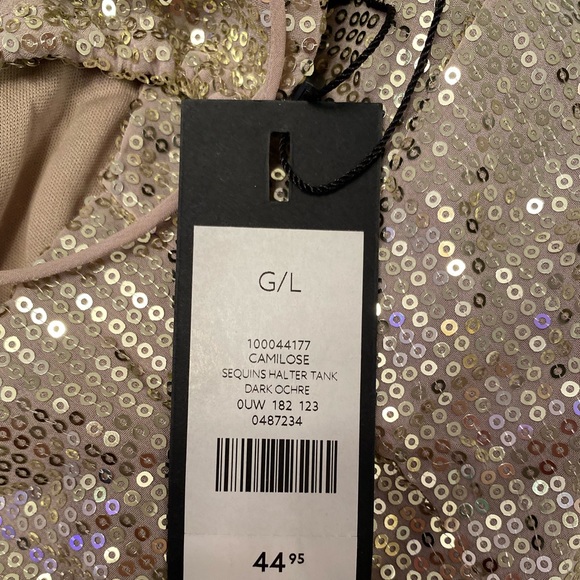 G/L
100044177
CAMILOSE
SEQUINS HALTER TANK
DARK OCHRE
0UW 182 123
0487234
44 95